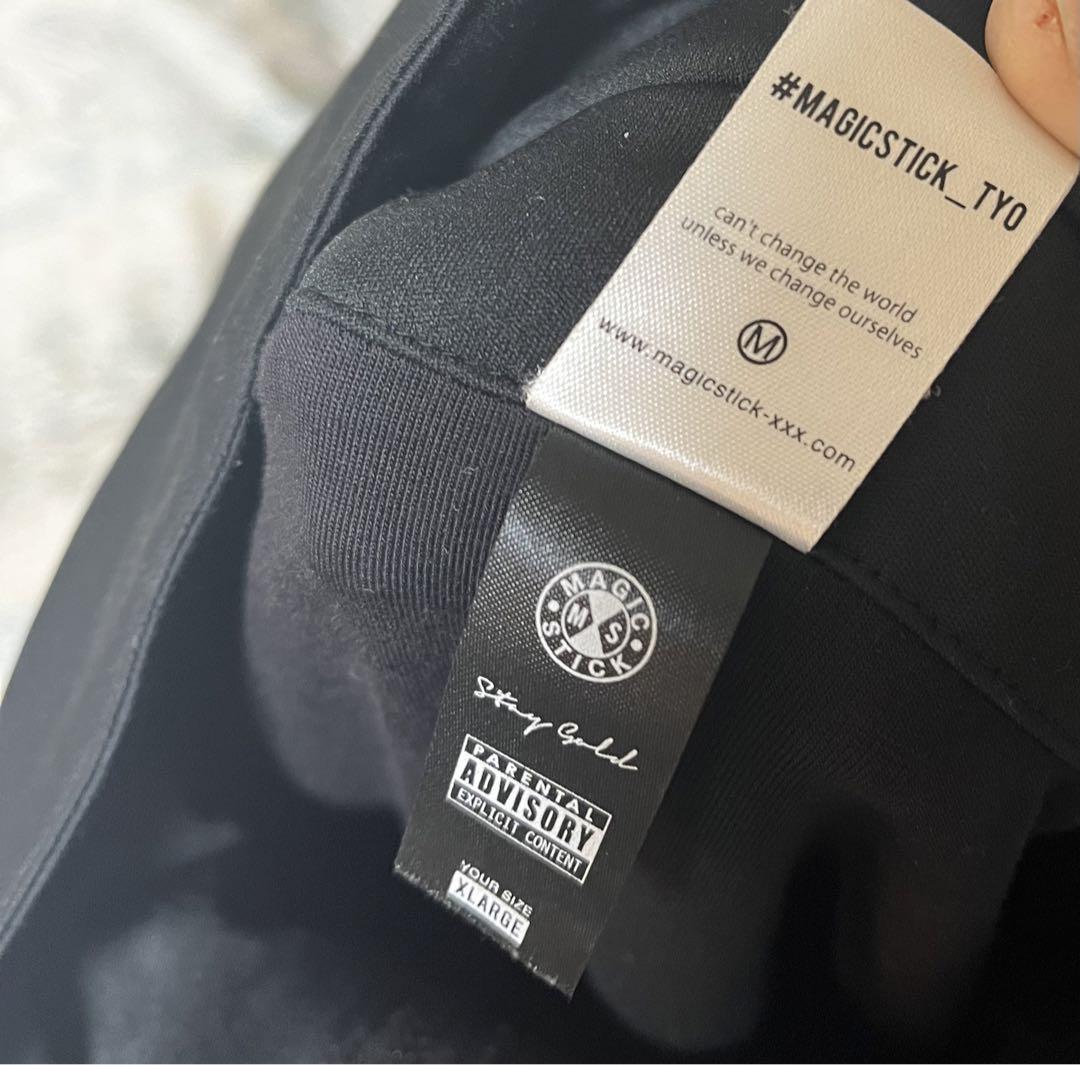 #MAGICSTICK_TYO
can't change the world
unless we change ourselves
M
www.magicstick-xxx.com
MAGIC
M S
STICK
Stay Gold
PARENTAL
ADVISORY
EXPLICIT CONTENT
YOUR SIZE
XLARGE